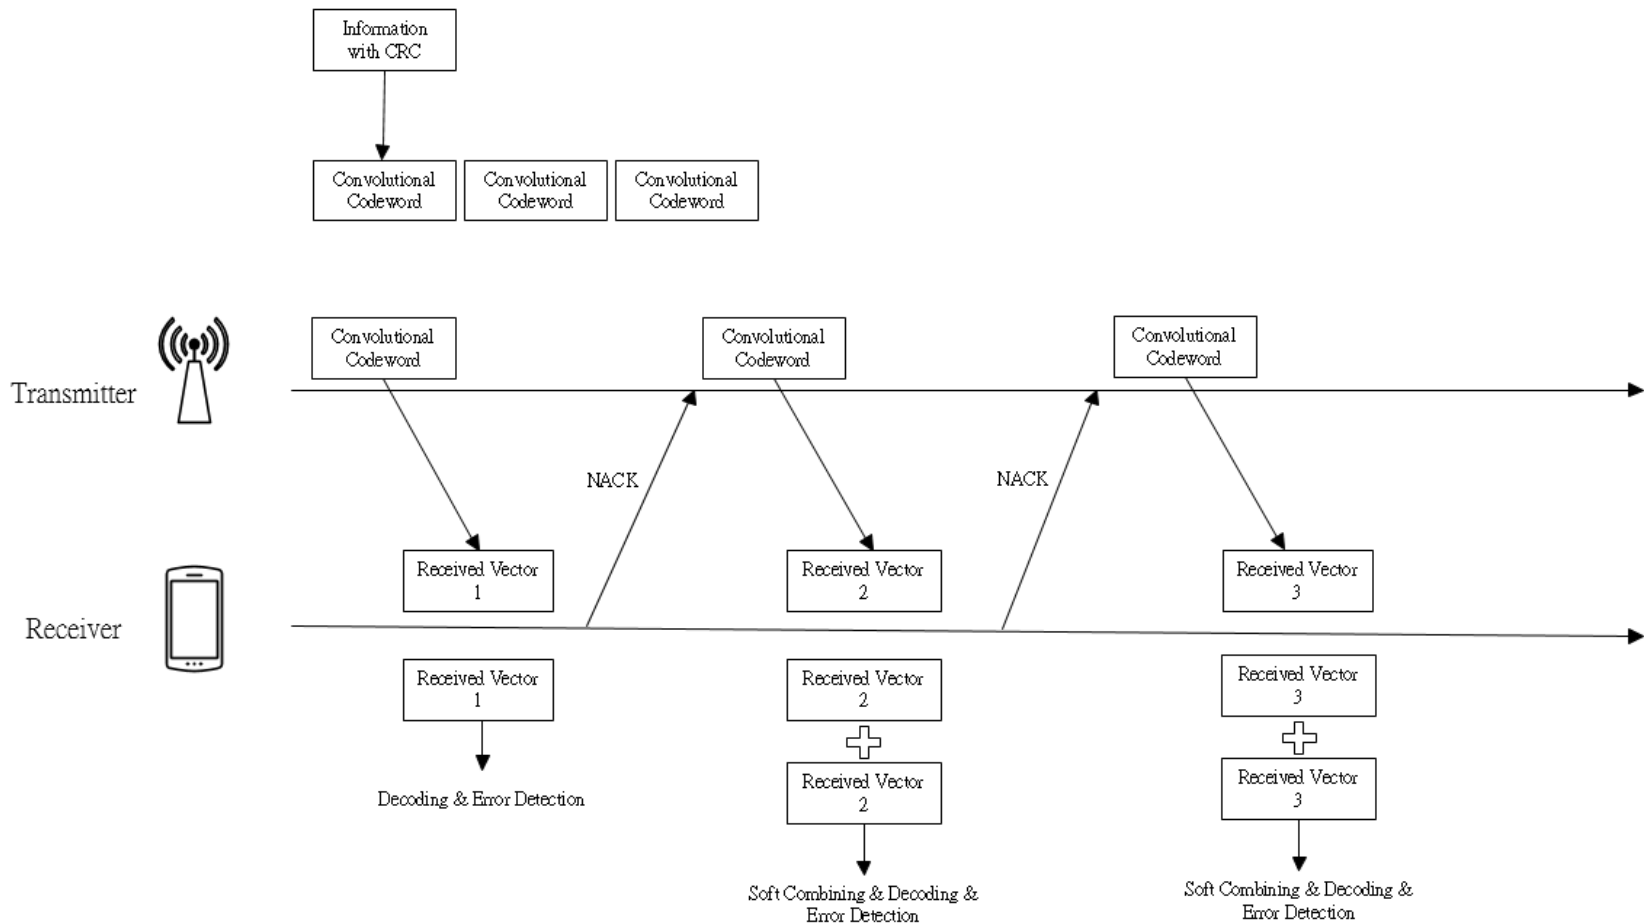 Information
with CRC
Convolutional
Codeword
Convolutional
Codeword
Convolutional
Codeword
Transmitter
Convolutional
Codeword
Convolutional
Codeword
Convolutional
Codeword
NACK
NACK
Receiver
Received Vector
1
Received Vector
2
Received Vector
3
Received Vector
1
Received Vector
2
Received Vector
3
Decoding & Error Detection
Received Vector
2
Received Vector
3
Soft Combining & Decoding &
Error Detection
Soft Combining & Decoding &
Error Detection